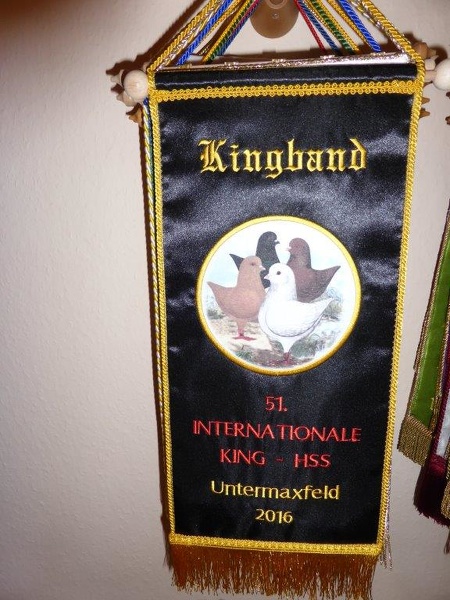 Kingband
51.
INTERNATIONALE
KING - HSS
Untermaxfeld
2016